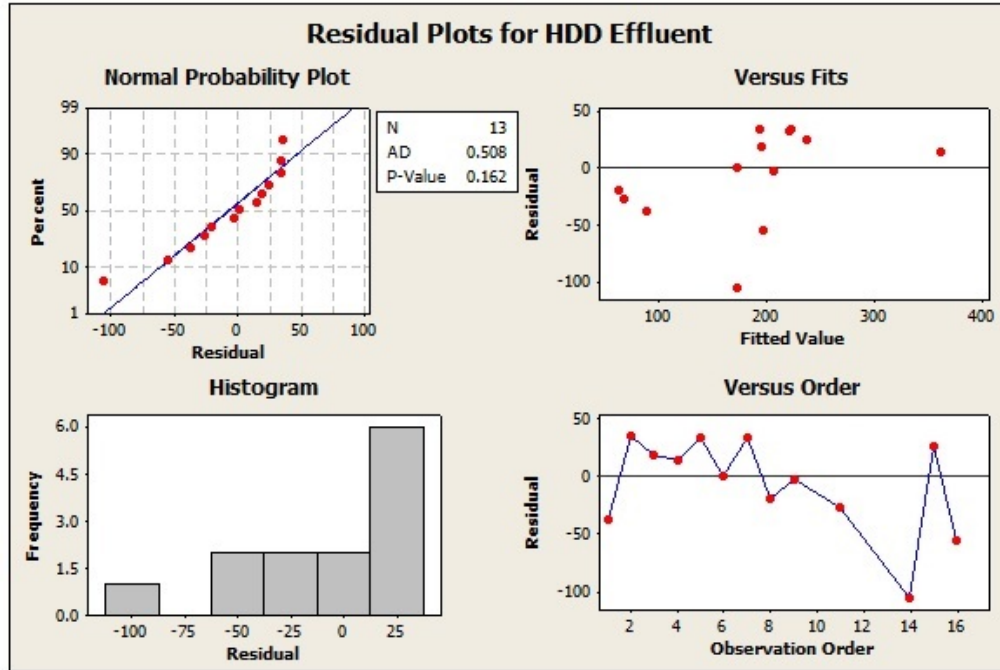 Residual Plots for HDD Effluent
Normal Probability Plot
99
90
50
10
1
Percent
-100 -50 0 50 100
Residual
N 13
AD 0.508
P-Value 0.162
Versus Fits
50
0
-50
-100
Residual
100 200 300 400
Fitted Value
Histogram
6.0
4.5
3.0
1.5
0.0
Frequency
-100 -75 -50 -25 0 25
Residual
Versus Order
50
0
-50
-100
Residual
2 4 6 8 10 12 14 16
Observation Order